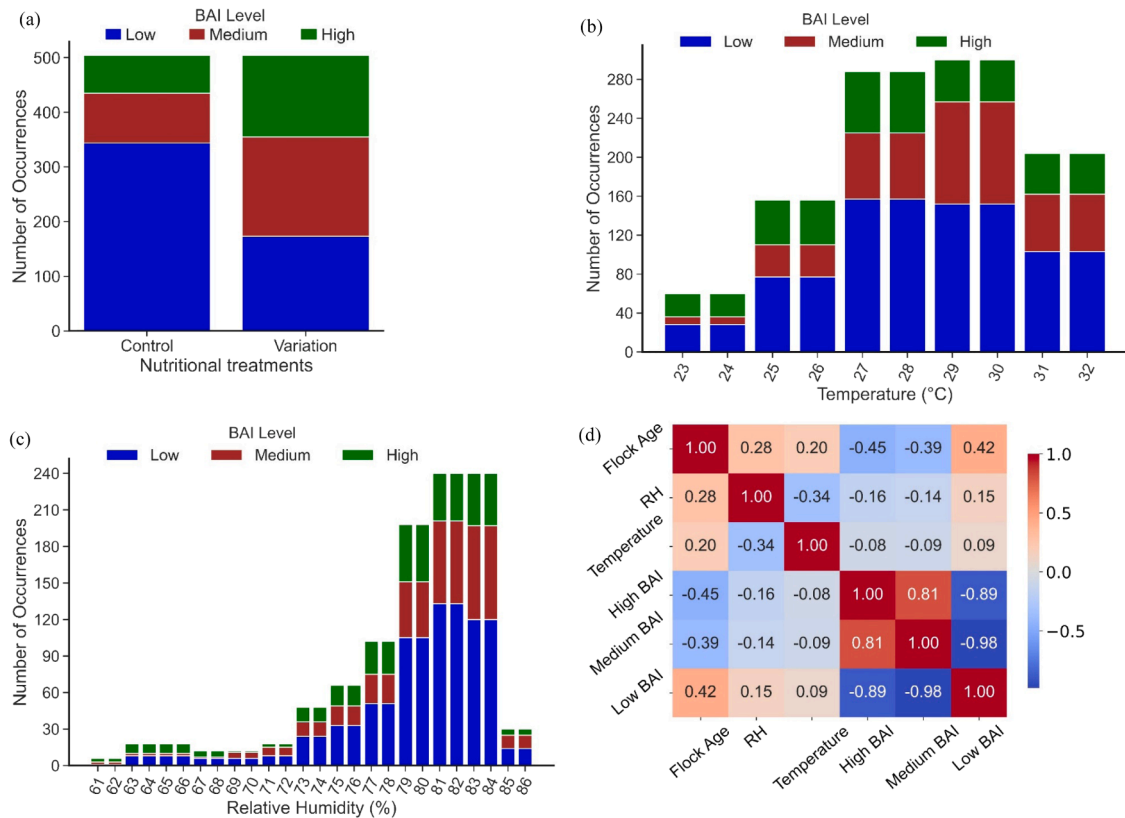 (a)
BAI Level
Low Medium High
500
400
300
200
100
0
Number of Occurrences
Control Variation
Nutritional treatments
(b)
BAI Level
Low Medium High
280
240
200
160
120
80
40
0
Number of Occurrences
23 24 25 26 27 28 29 30 31 32
Temperature (°C)
(c)
BAI Level
Low Medium High
240
210
180
150
120
90
60
30
0
Number of Occurrences
61 62 63 64 65 66 67 68 69 70 71 72 73 74 75 76 77 78 79 80 81 82 83 84 85 86
Relative Humidity (%)
(d)
Flock Age 1.00 0.28 0.20 -0.45 -0.39 0.42
RH 0.28 1.00 -0.34 -0.16 -0.14 0.15
Temperature 0.20 -0.34 1.00 -0.08 -0.09 0.09
High BAI -0.45 -0.16 -0.08 1.00 0.81 -0.89
Medium BAI -0.39 -0.14 -0.09 0.81 1.00 -0.98
Low BAI 0.42 0.15 0.09 -0.89 -0.98 1.00
Flock Age RH Temperature High BAI Medium BAI Low BAI
1.0
0.5
0.0
−0.5